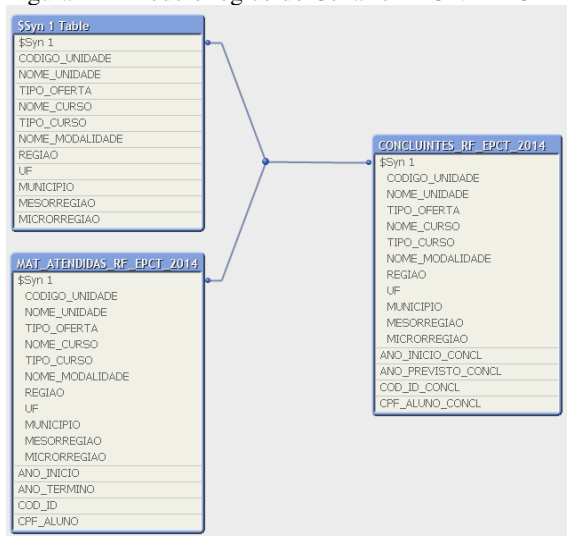 $Syn 1 Table
$Syn 1
CODIGO_UNIDADE
NOME_UNIDADE
TIPO_OFERTA
NOME_CURSO
TIPO_CURSO
NOME_MODALIDADE
REGIAO
UF
MUNICIPIO
MESORREGIAO
MICRORREGIAO
MAT_ATENDIDAS_RF_EPCT_2014
$Syn 1
CODIGO_UNIDADE
NOME_UNIDADE
TIPO_OFERTA
NOME_CURSO
TIPO_CURSO
NOME_MODALIDADE
REGIAO
UF
MUNICIPIO
MESORREGIAO
MICRORREGIAO
ANO_INICIO
ANO_TERMINO
COD_ID
CPF_ALUNO
CONCLUINTES_RF_EPCT_2014
$Syn 1
CODIGO_UNIDADE
NOME_UNIDADE
TIPO_OFERTA
NOME_CURSO
TIPO_CURSO
NOME_MODALIDADE
REGIAO
UF
MUNICIPIO
MESORREGIAO
MICRORREGIAO
ANO_INICIO_CONCL
ANO_PREVISTO_CONCL
COD_ID_CONCL
CPF_ALUNO_CONCL